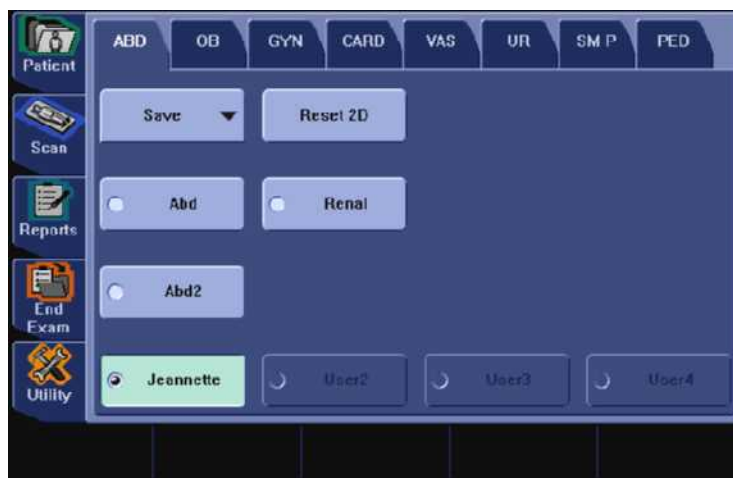 ABD OB GYN CARD VAS UR SM P PED
Patient
Save Reset 2D
Scan
Abd Renal
Reports
Abd2
End
Exam
Jeannette User2 User3 User4
Utility